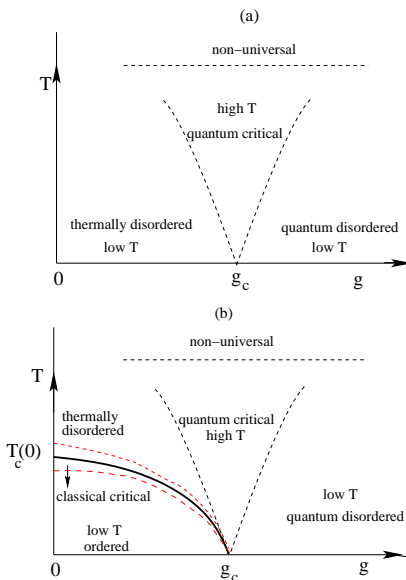 (a)
non−universal
T
high T
quantum critical
thermally disordered
low T
quantum disordered
low T
0
g_c
g
(b)
non−universal
T
thermally
disordered
quantum critical
high T
T_c(0)
classical critical
low T
ordered
low T
quantum disordered
0
g_c
g